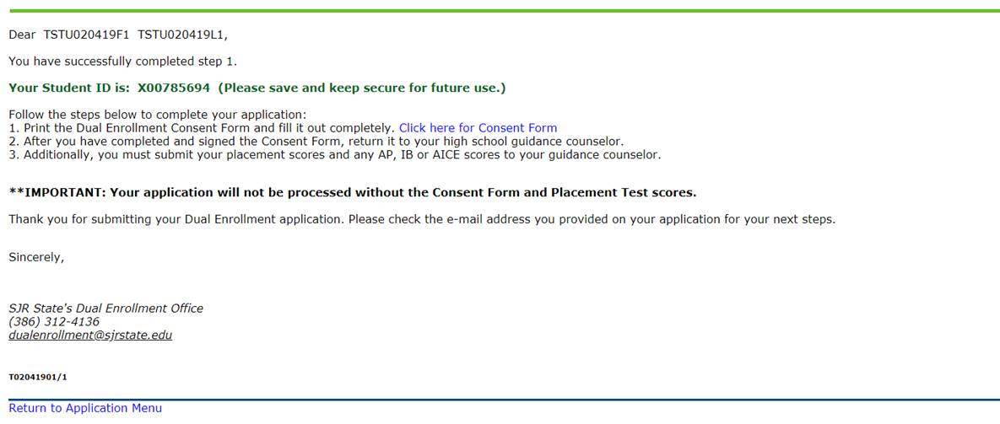 Dear TSTU020419F1 TSTU020419L1,
You have successfully completed step 1.
Your Student ID is: X00785694 (Please save and keep secure for future use.)
Follow the steps below to complete your application:
1. Print the Dual Enrollment Consent Form and fill it out completely. Click here for Consent Form
2. After you have completed and signed the Consent Form, return it to your high school guidance counselor.
3. Additionally, you must submit your placement scores and any AP, IB or AICE scores to your guidance counselor.
**IMPORTANT: Your application will not be processed without the Consent Form and Placement Test scores.
Thank you for submitting your Dual Enrollment application. Please check the e-mail address you provided on your application for your next steps.
Sincerely,
SJR State's Dual Enrollment Office
(386) 312-4136
dualenrollment@sjrstate.edu
T02041901/1
Return to Application Menu